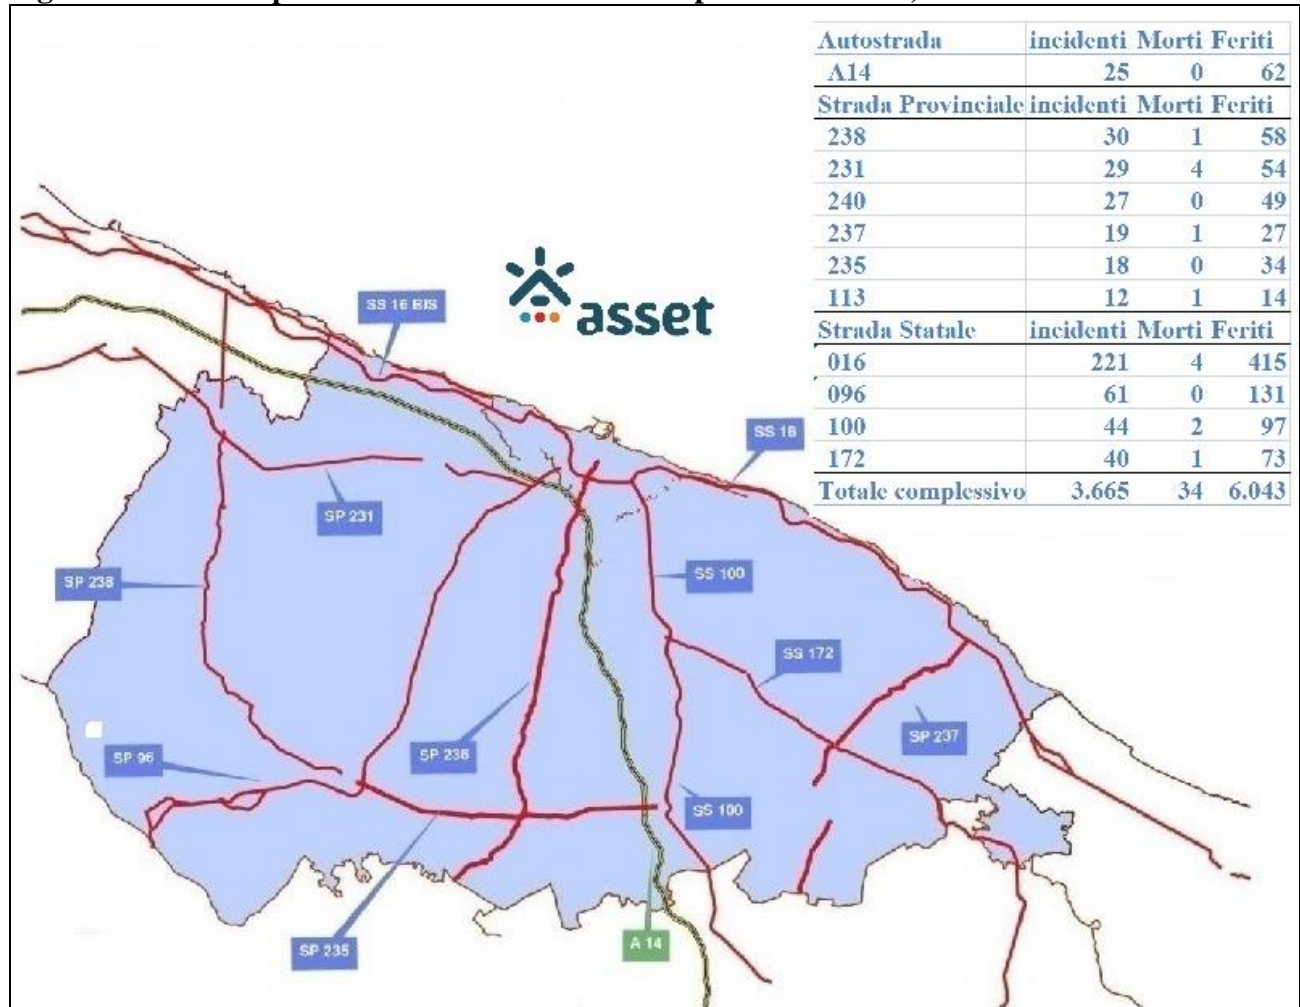 Autostrada incidenti Morti Feriti
A14 25 0 62
Strada Provinciale incidenti Morti Feriti
238 30 1 58
231 29 4 54
240 27 0 49
237 19 1 27
235 18 0 34
113 12 1 14
Strada Statale incidenti Morti Feriti
016 221 4 415
096 61 0 131
100 44 2 97
172 40 1 73
Totale complessivo 3.665 34 6.043
asset
SS 16 BIS
SS 16
SP 231
SP 238
SS 100
SS 172
SP 237
SP 236
SP 96
SS 100
SP 235
A 14